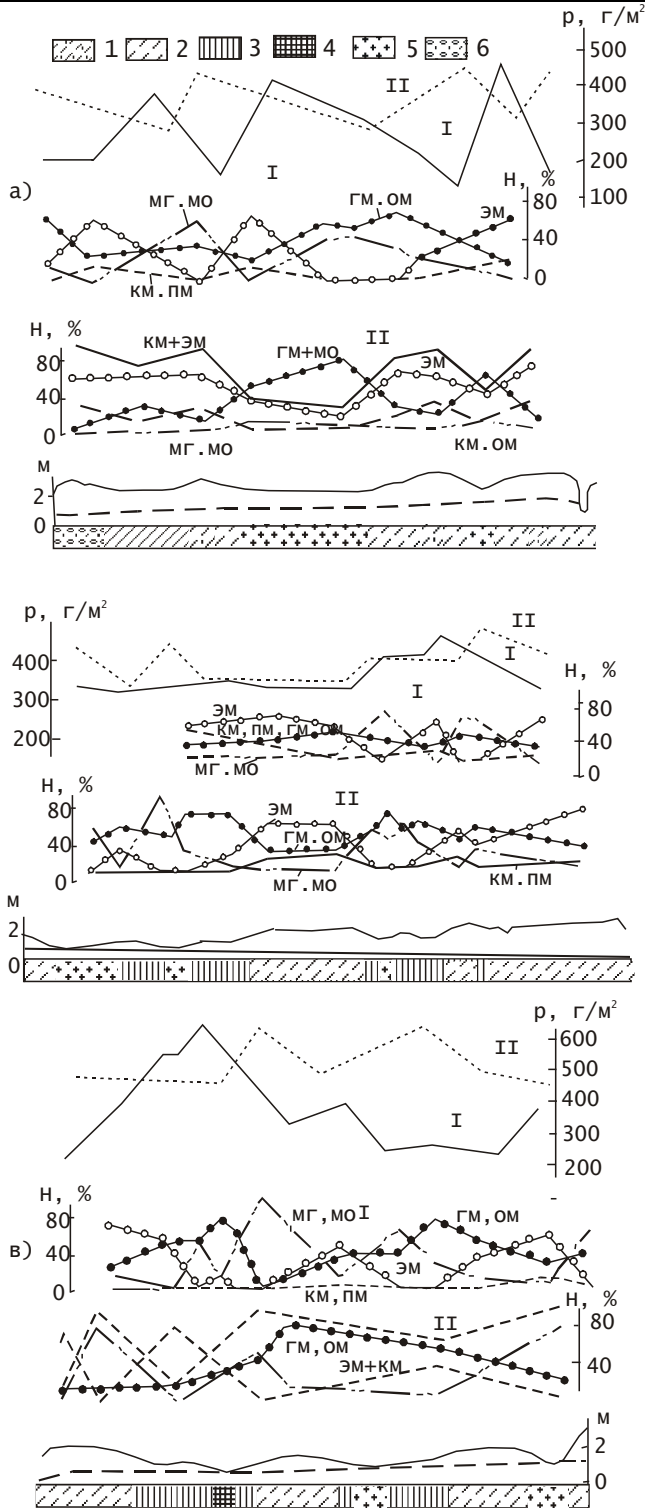 р, г/м²
1 2 3 4 5 6
500
II
400
I
300
200
I
100
а)
Н, %
мг.мо
гм.ом
80
эм
40
км.пм
0
Н, %
км+эм
гм+мо
II
эм
80
40
0
мг.мо
км.ом
м
2
0
р, г/м²
II
400
I
Н, %
300
I
эм
80
200
км,пм,гм,ом
40
мг.мо
0
Н, %
II
80
эм
40
гм.ом
0
мг.мо
км.пм
м
2
0
р, г/м²
600
II
500
400
I
300
200
Н, %
мг,мо I
гм,ом
80
в)
40
эм
0
км,пм
Н, %
II
80
гм,ом
эм+км
40
м
2
0